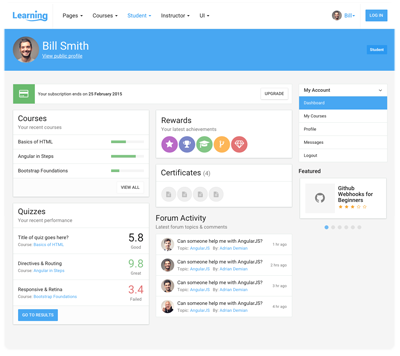 Learning
Pages
Courses
Student
Instructor
UI
Bill
LOG IN
Bill Smith
View public profile
Student
Your subscription ends on 25 February 2015
UPGRADE
Courses
Your recent courses
Basics of HTML
Angular in Steps
Bootstrap Foundations
VIEW ALL
Quizzes
Your recent performance
Title of quiz goes here?
Course: Basics of HTML
5.8
Good
Directives & Routing
Course: Angular in Steps
9.8
Great
Responsive & Retina
Course: Bootstrap Foundations
3.4
Failed
GO TO RESULTS
Rewards
Your latest achievements
Certificates (4)
Forum Activity
Latest forum topics & comments
Can someone help me with AngularJS?
Topic: AngularJS By: Adrian Demian
1 hr ago
Can someone help me with AngularJS?
Topic: AngularJS By: Adrian Demian
2 hrs ago
Can someone help me with AngularJS?
Topic: AngularJS By: Adrian Demian
3 hr ago
Can someone help me with AngularJS?
Topic: AngularJS By: Adrian Demian
4 hr ago
My Account
Dashboard
My Courses
Profile
Messages
Logout
Featured
Github
Webhooks for
Beginners